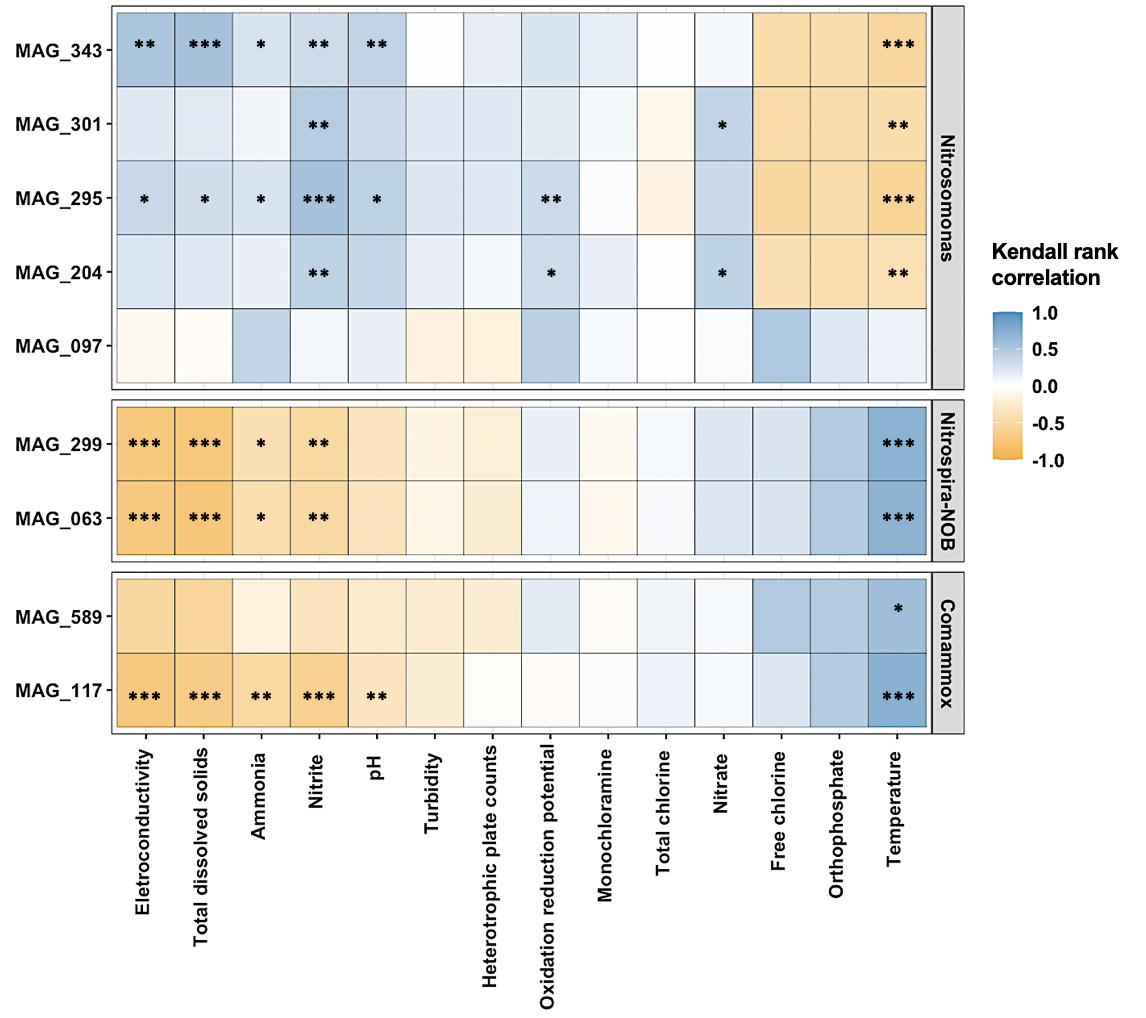 MAG_343
** *** * ** ** ***
MAG_301
** * **
MAG_295
* * * *** * ** ***
MAG_204
** * * **
MAG_097
Nitrosomonas
MAG_299
*** *** * ** ***
MAG_063
*** *** * ** ***
Nitrospira-NOB
MAG_589
*
MAG_117
*** *** ** *** ** ***
Comammox
Eletroconductivity
Total dissolved solids
Ammonia
Nitrite
pH
Turbidity
Heterotrophic plate counts
Oxidation reduction potential
Monochloramine
Total chlorine
Nitrate
Free chlorine
Orthophosphate
Temperature
Kendall rank
correlation
1.0
0.5
0.0
-0.5
-1.0